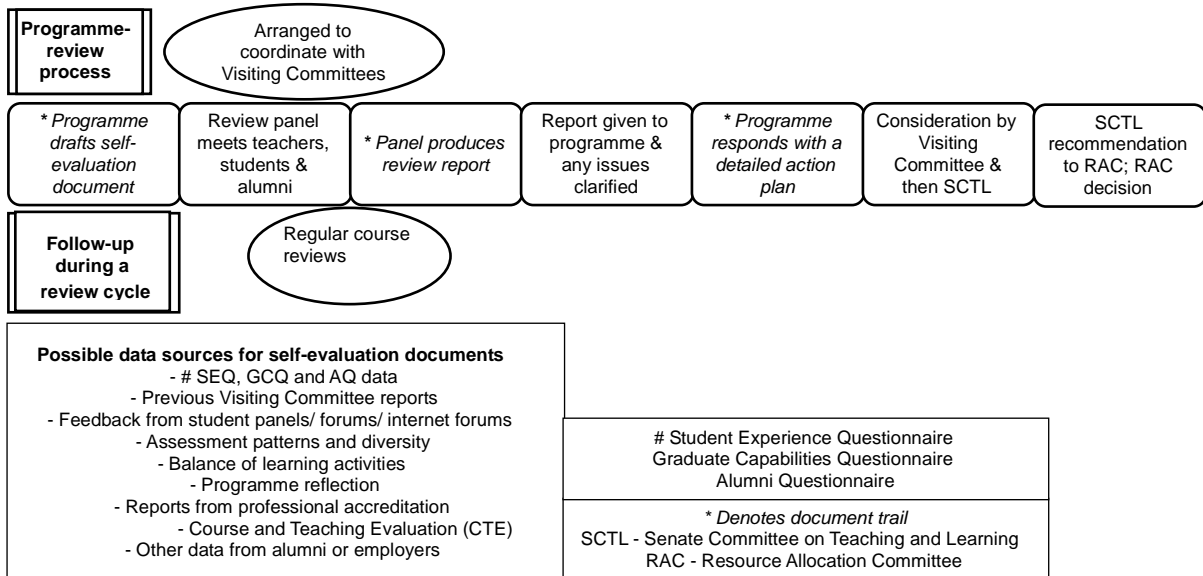 Programme-
review
process
Arranged to
coordinate with
Visiting Committees
* Programme
drafts self-
evaluation
document
Review panel
meets teachers,
students &
alumni
* Panel produces
review report
Report given to
programme &
any issues
clarified
* Programme
responds with a
detailed action
plan
Consideration by
Visiting
Committee &
then SCTL
SCTL
recommendation
to RAC; RAC
decision
Follow-up
during a
review cycle
Regular course
reviews
Possible data sources for self-evaluation documents
- # SEQ, GCQ and AQ data
- Previous Visiting Committee reports
- Feedback from student panels/ forums/ internet forums
- Assessment patterns and diversity
- Balance of learning activities
- Programme reflection
- Reports from professional accreditation
- Course and Teaching Evaluation (CTE)
- Other data from alumni or employers
# Student Experience Questionnaire
Graduate Capabilities Questionnaire
Alumni Questionnaire
* Denotes document trail
SCTL - Senate Committee on Teaching and Learning
RAC - Resource Allocation Committee